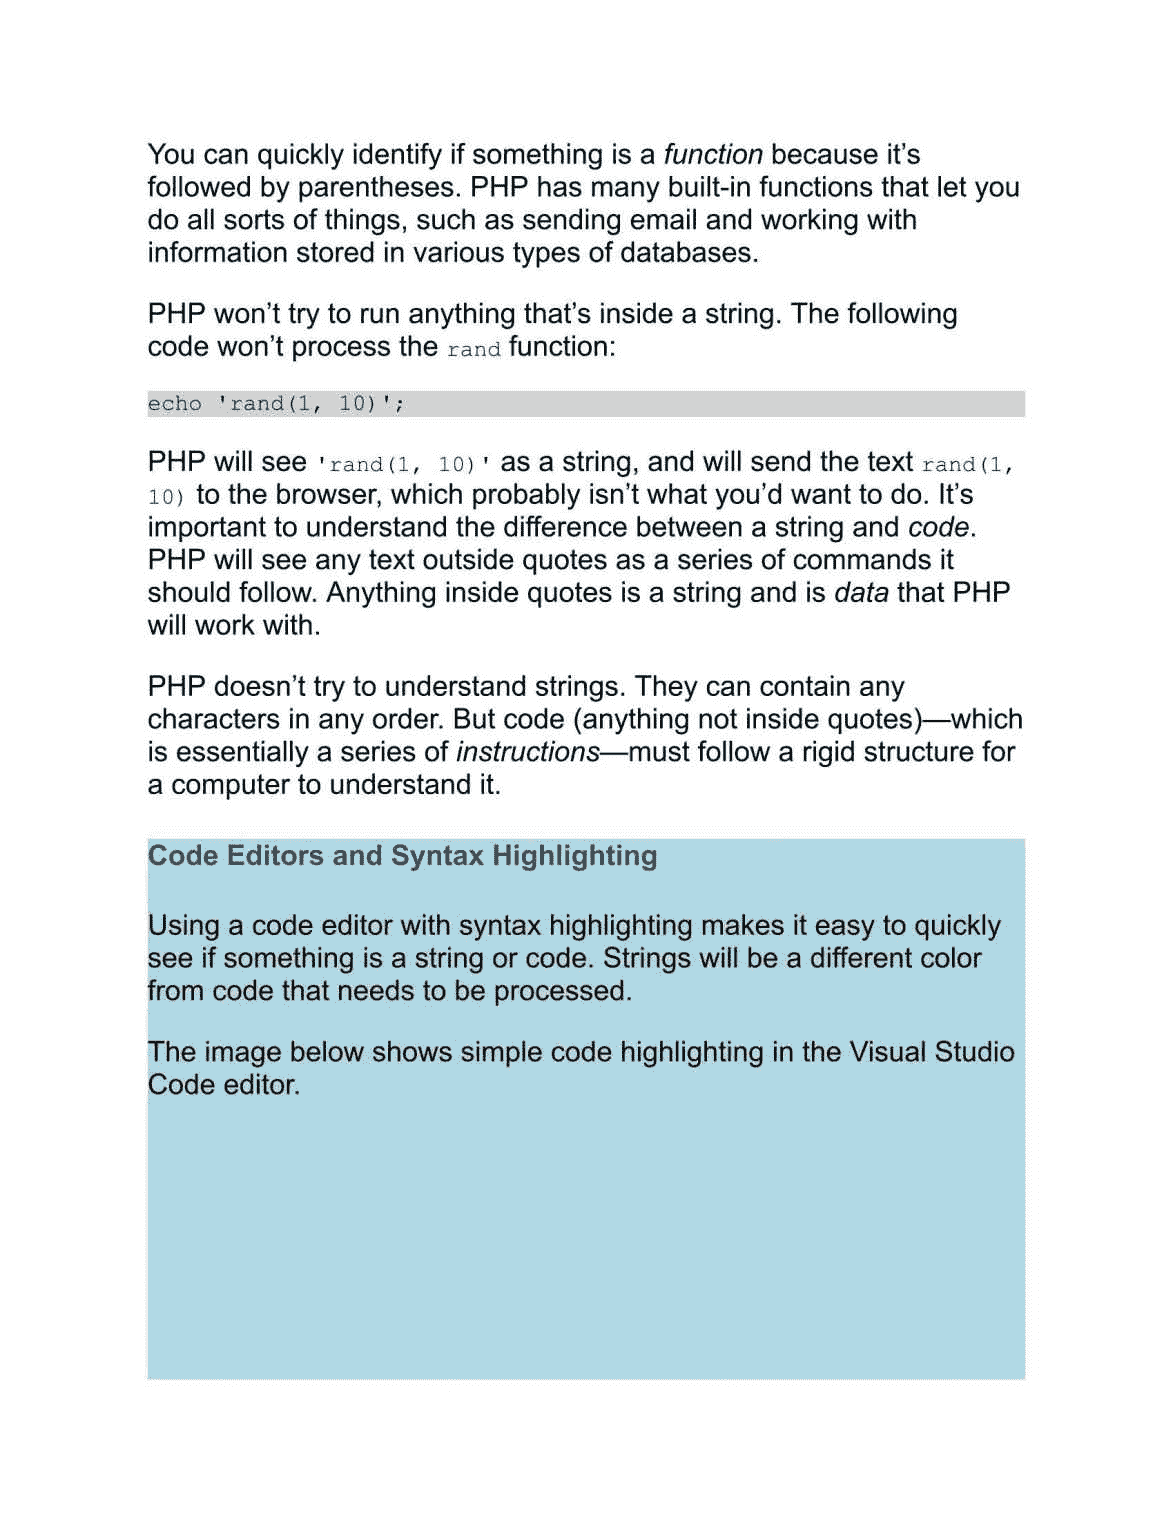 You can quickly identify if something is a function because it’s
followed by parentheses. PHP has many built-in functions that let you
do all sorts of things, such as sending email and working with
information stored in various types of databases.
PHP won’t try to run anything that’s inside a string. The following
code won’t process the rand function:
echo 'rand(1, 10)';
PHP will see 'rand(1, 10)' as a string, and will send the text rand(1,
10) to the browser, which probably isn’t what you’d want to do. It’s
important to understand the difference between a string and code.
PHP will see any text outside quotes as a series of commands it
should follow. Anything inside quotes is a string and is data that PHP
will work with.
PHP doesn’t try to understand strings. They can contain any
characters in any order. But code (anything not inside quotes)—which
is essentially a series of instructions—must follow a rigid structure for
a computer to understand it.
Code Editors and Syntax Highlighting
Using a code editor with syntax highlighting makes it easy to quickly
see if something is a string or code. Strings will be a different color
from code that needs to be processed.
The image below shows simple code highlighting in the Visual Studio
Code editor.